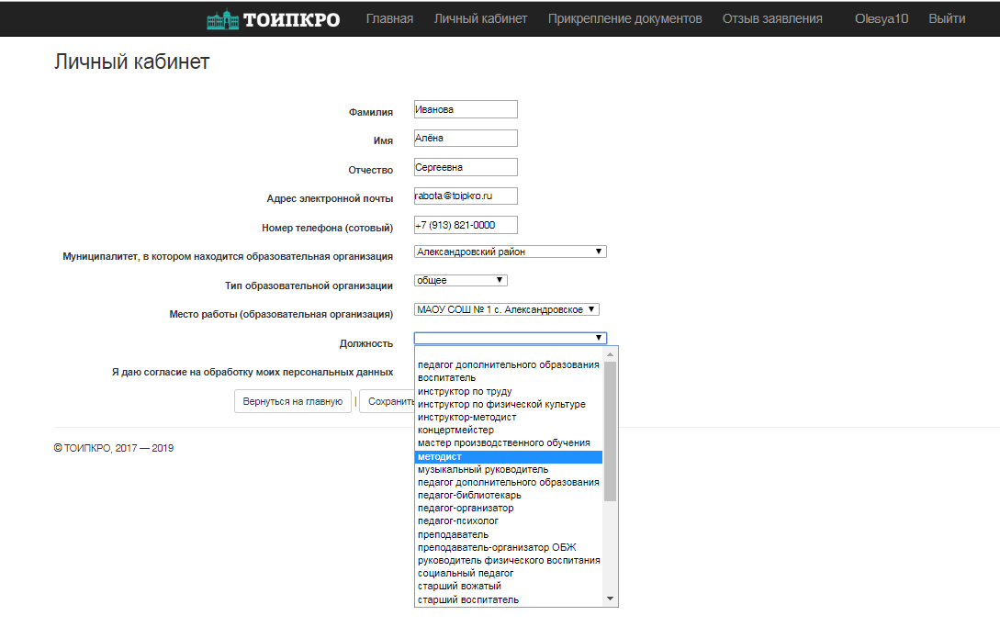 ТОИПКРО Главная Личный кабинет Прикрепление документов Отзыв заявления Olesya10 Выйти
Личный кабинет
Фамилия Иванова
Имя Алёна
Отчество Сергеевна
Адрес электронной почты rabota@toipkro.ru
Номер телефона (сотовый) +7 (913) 821-0000
Муниципалитет, в котором находится образовательная организация Александровский район
Тип образовательной организации общее
Место работы (образовательная организация) МАОУ СОШ № 1 с. Александровское
Должность
Я даю согласие на обработку моих персональных данных
Вернуться на главную | Сохранить
педагог дополнительного образования
воспитатель
инструктор по труду
инструктор по физической культуре
инструктор-методист
концертмейстер
мастер производственного обучения
методист
музыкальный руководитель
педагог дополнительного образования
педагог-библиотекарь
педагог-организатор
педагог-психолог
преподаватель
преподаватель-организатор ОБЖ
руководитель физического воспитания
социальный педагог
старший вожатый
старший воспитатель
© ТОИПКРО, 2017 — 2019